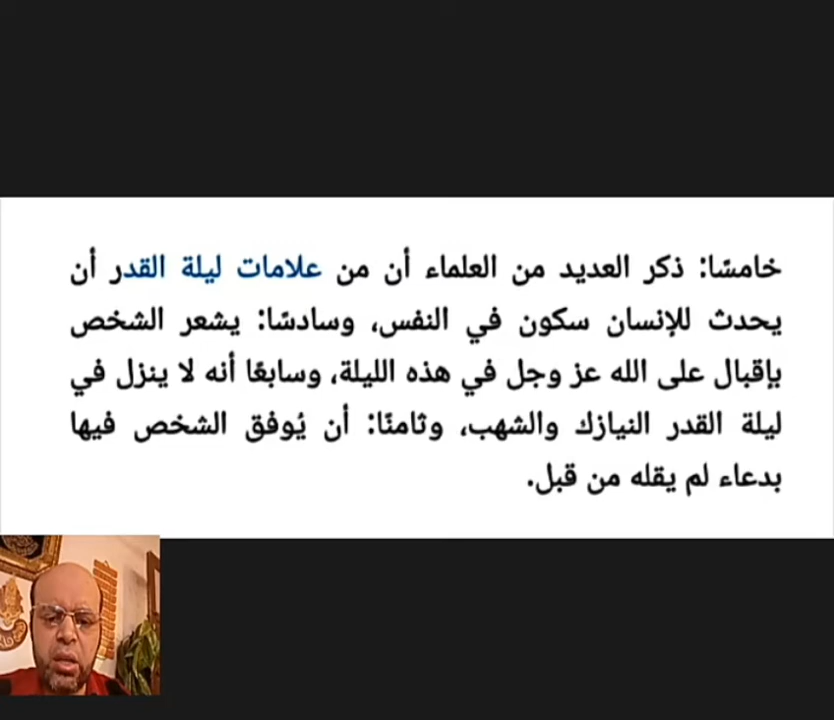 خامسًا: ذكر العديد من العلماء أن من علامات ليلة القدر أن
يحدث للإنسان سكون في النفس، وسادسًا: يشعر الشخص
بإقبال على الله عز وجل في هذه الليلة، وسابعًا أنه لا ينزل في
ليلة القدر النيازك والشهب، وثامنًا: أن يُوفق الشخص فيها
بدعاء لم يقله من قبل.